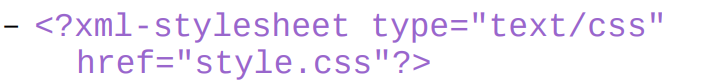 – <?xml-stylesheet type="text/css"
href="style.css"?>